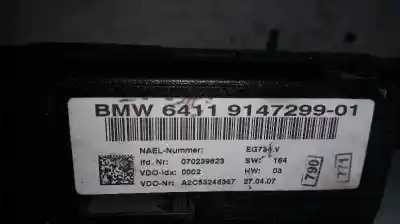 BMW 6411 9147299-01
NAEL-Nummer: EG734.V
lfd. Nr: 070239823 SW: 164
VDO-Idx: 0002 HW: 03
VDO-Nr: A2C53246367 27.04.07
790
771